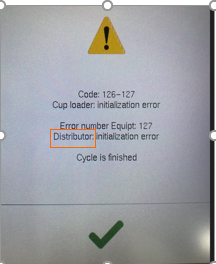 Code: 126-127
Cup loader: initialization error
Error number Equipt: 127
Distributor: initialization error
Cycle is finished